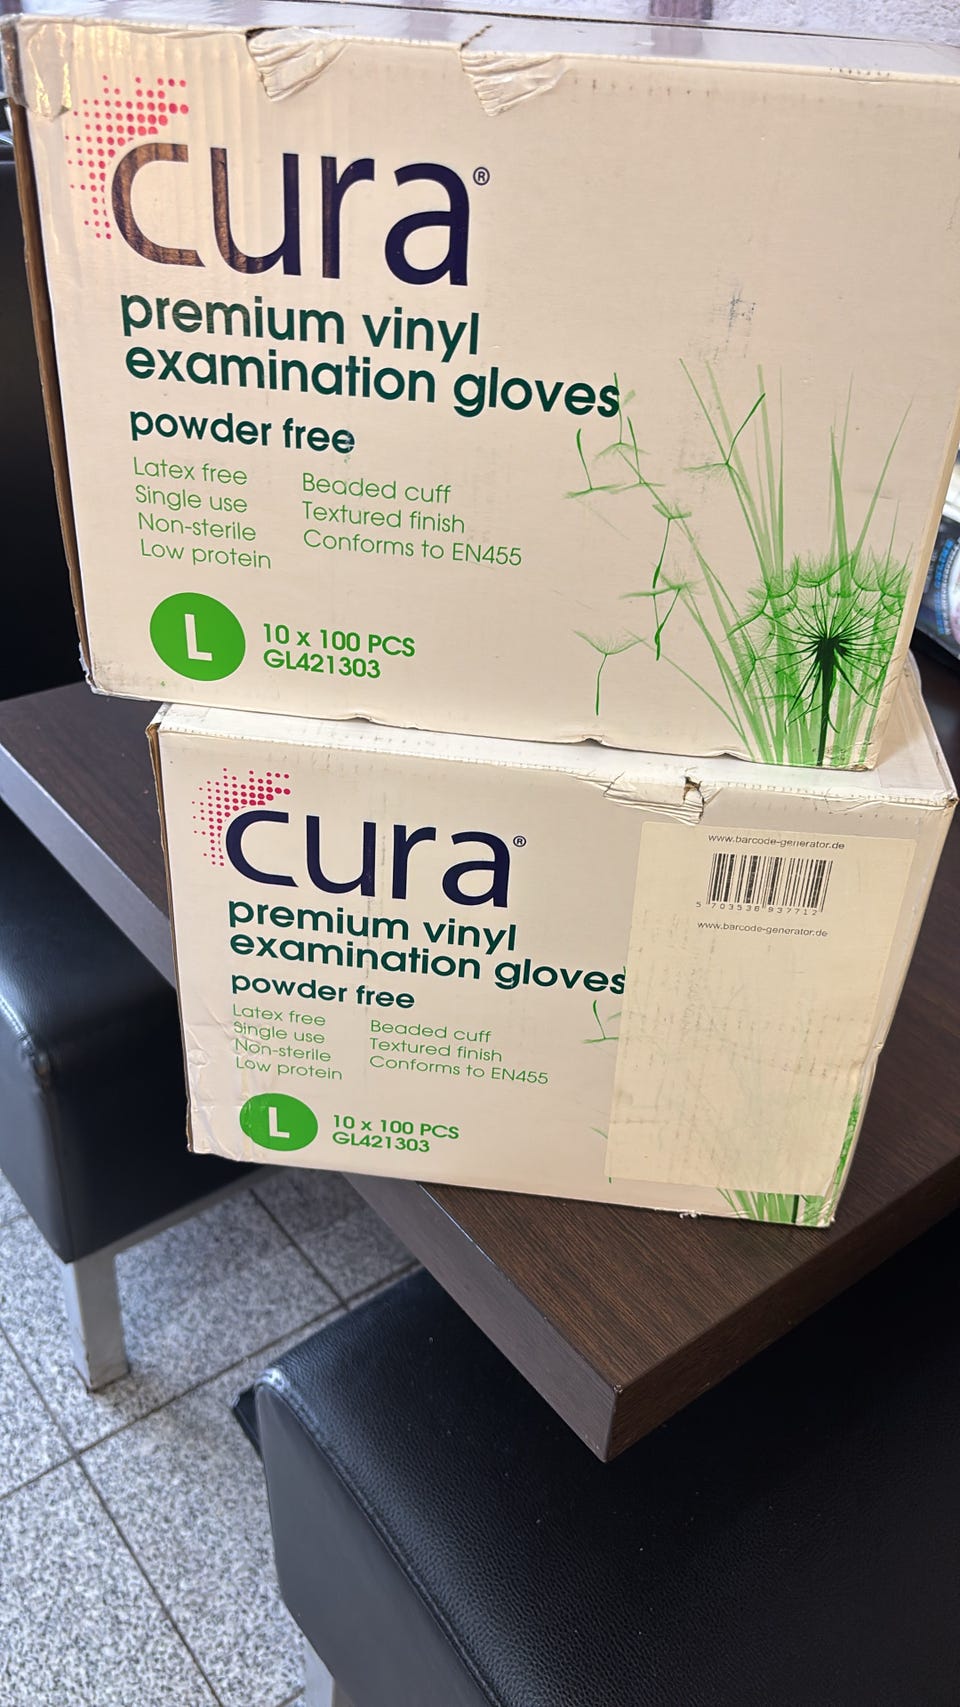 cura®
premium vinyl
examination gloves
powder free
Latex free
Single use
Non-sterile
Low protein
Beaded cuff
Textured finish
Conforms to EN455
L
10 x 100 PCS
GL421303
cura®
premium vinyl
examination gloves
powder free
Latex free
Single use
Non-sterile
Low protein
Beaded cuff
Textured finish
Conforms to EN455
L
10 x 100 PCS
GL421303
www.barcode-generator.de
5 703538 937712
www.barcode-generator.de